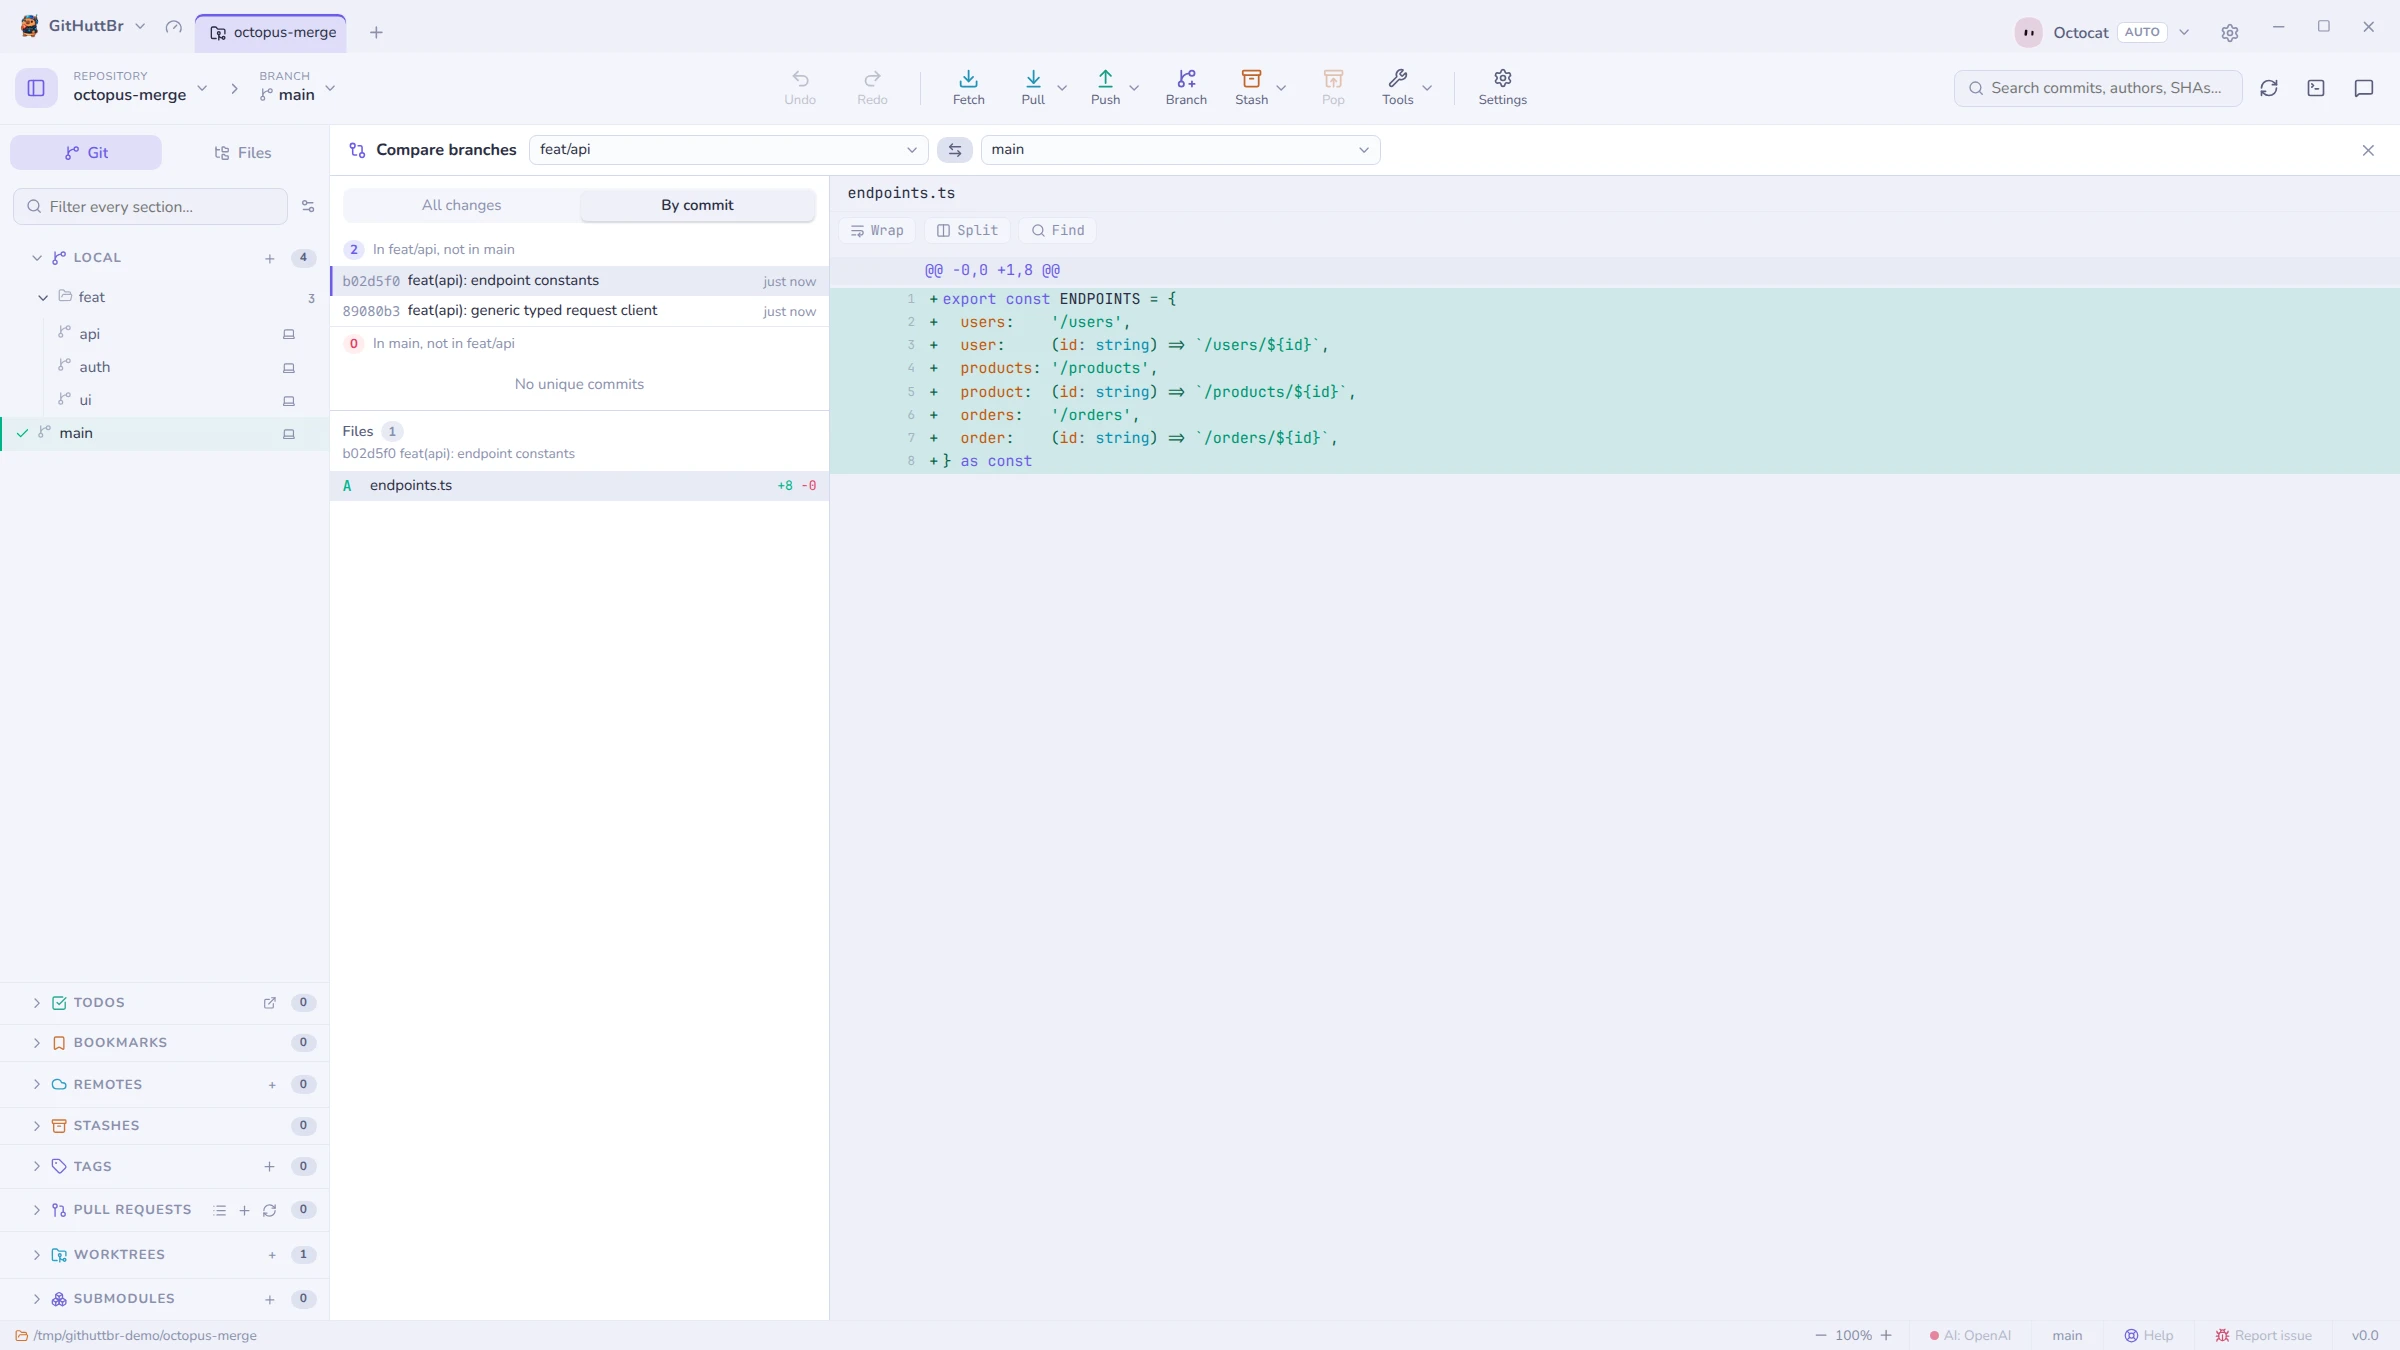 GitHuttBr
octopus-merge
Octocat AUTO
REPOSITORY
octopus-merge
BRANCH
main
Undo
Redo
Fetch
Pull
Push
Branch
Stash
Pop
Tools
Settings
Search commits, authors, SHAs...
Git
Files
Filter every section...
LOCAL 4
feat 3
api
auth
ui
main
TODOS 0
BOOKMARKS 0
REMOTES + 0
STASHES 0
TAGS + 0
PULL REQUESTS + 0
WORKTREES + 1
SUBMODULES + 0
Compare branches feat/api main
All changes
By commit
2 In feat/api, not in main
b02d5f0 feat(api): endpoint constants just now
89080b3 feat(api): generic typed request client just now
0 In main, not in feat/api
No unique commits
Files 1
b02d5f0 feat(api): endpoint constants
A endpoints.ts +8 -0
endpoints.ts
Wrap
Split
Find
@@ -0,0 +1,8 @@
1 +export const ENDPOINTS = {
2 +  users:    '/users',
3 +  user:     (id: string) => `/users/${id}`,
4 +  products: '/products',
5 +  product:  (id: string) => `/products/${id}`,
6 +  orders:   '/orders',
7 +  order:    (id: string) => `/orders/${id}`,
8 +} as const
/tmp/githuttbr-demo/octopus-merge
— 100% +
AI: OpenAI
main
Help
Report issue
v0.0